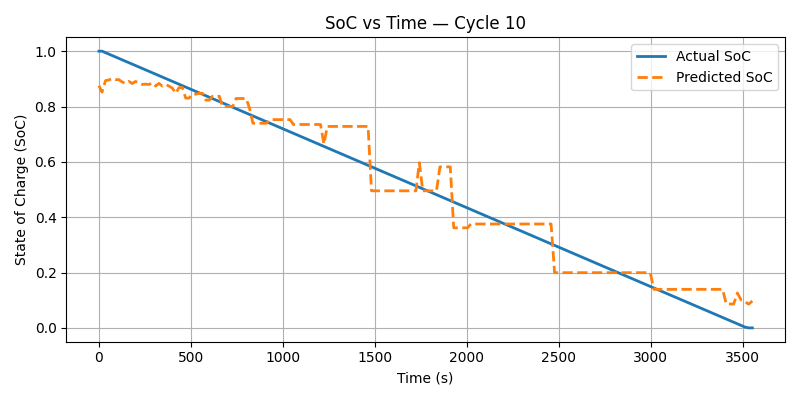 SoC vs Time — Cycle 10
State of Charge (SoC)
1.0
0.8
0.6
0.4
0.2
0.0
Actual SoC
Predicted SoC
0 500 1000 1500 2000 2500 3000 3500
Time (s)